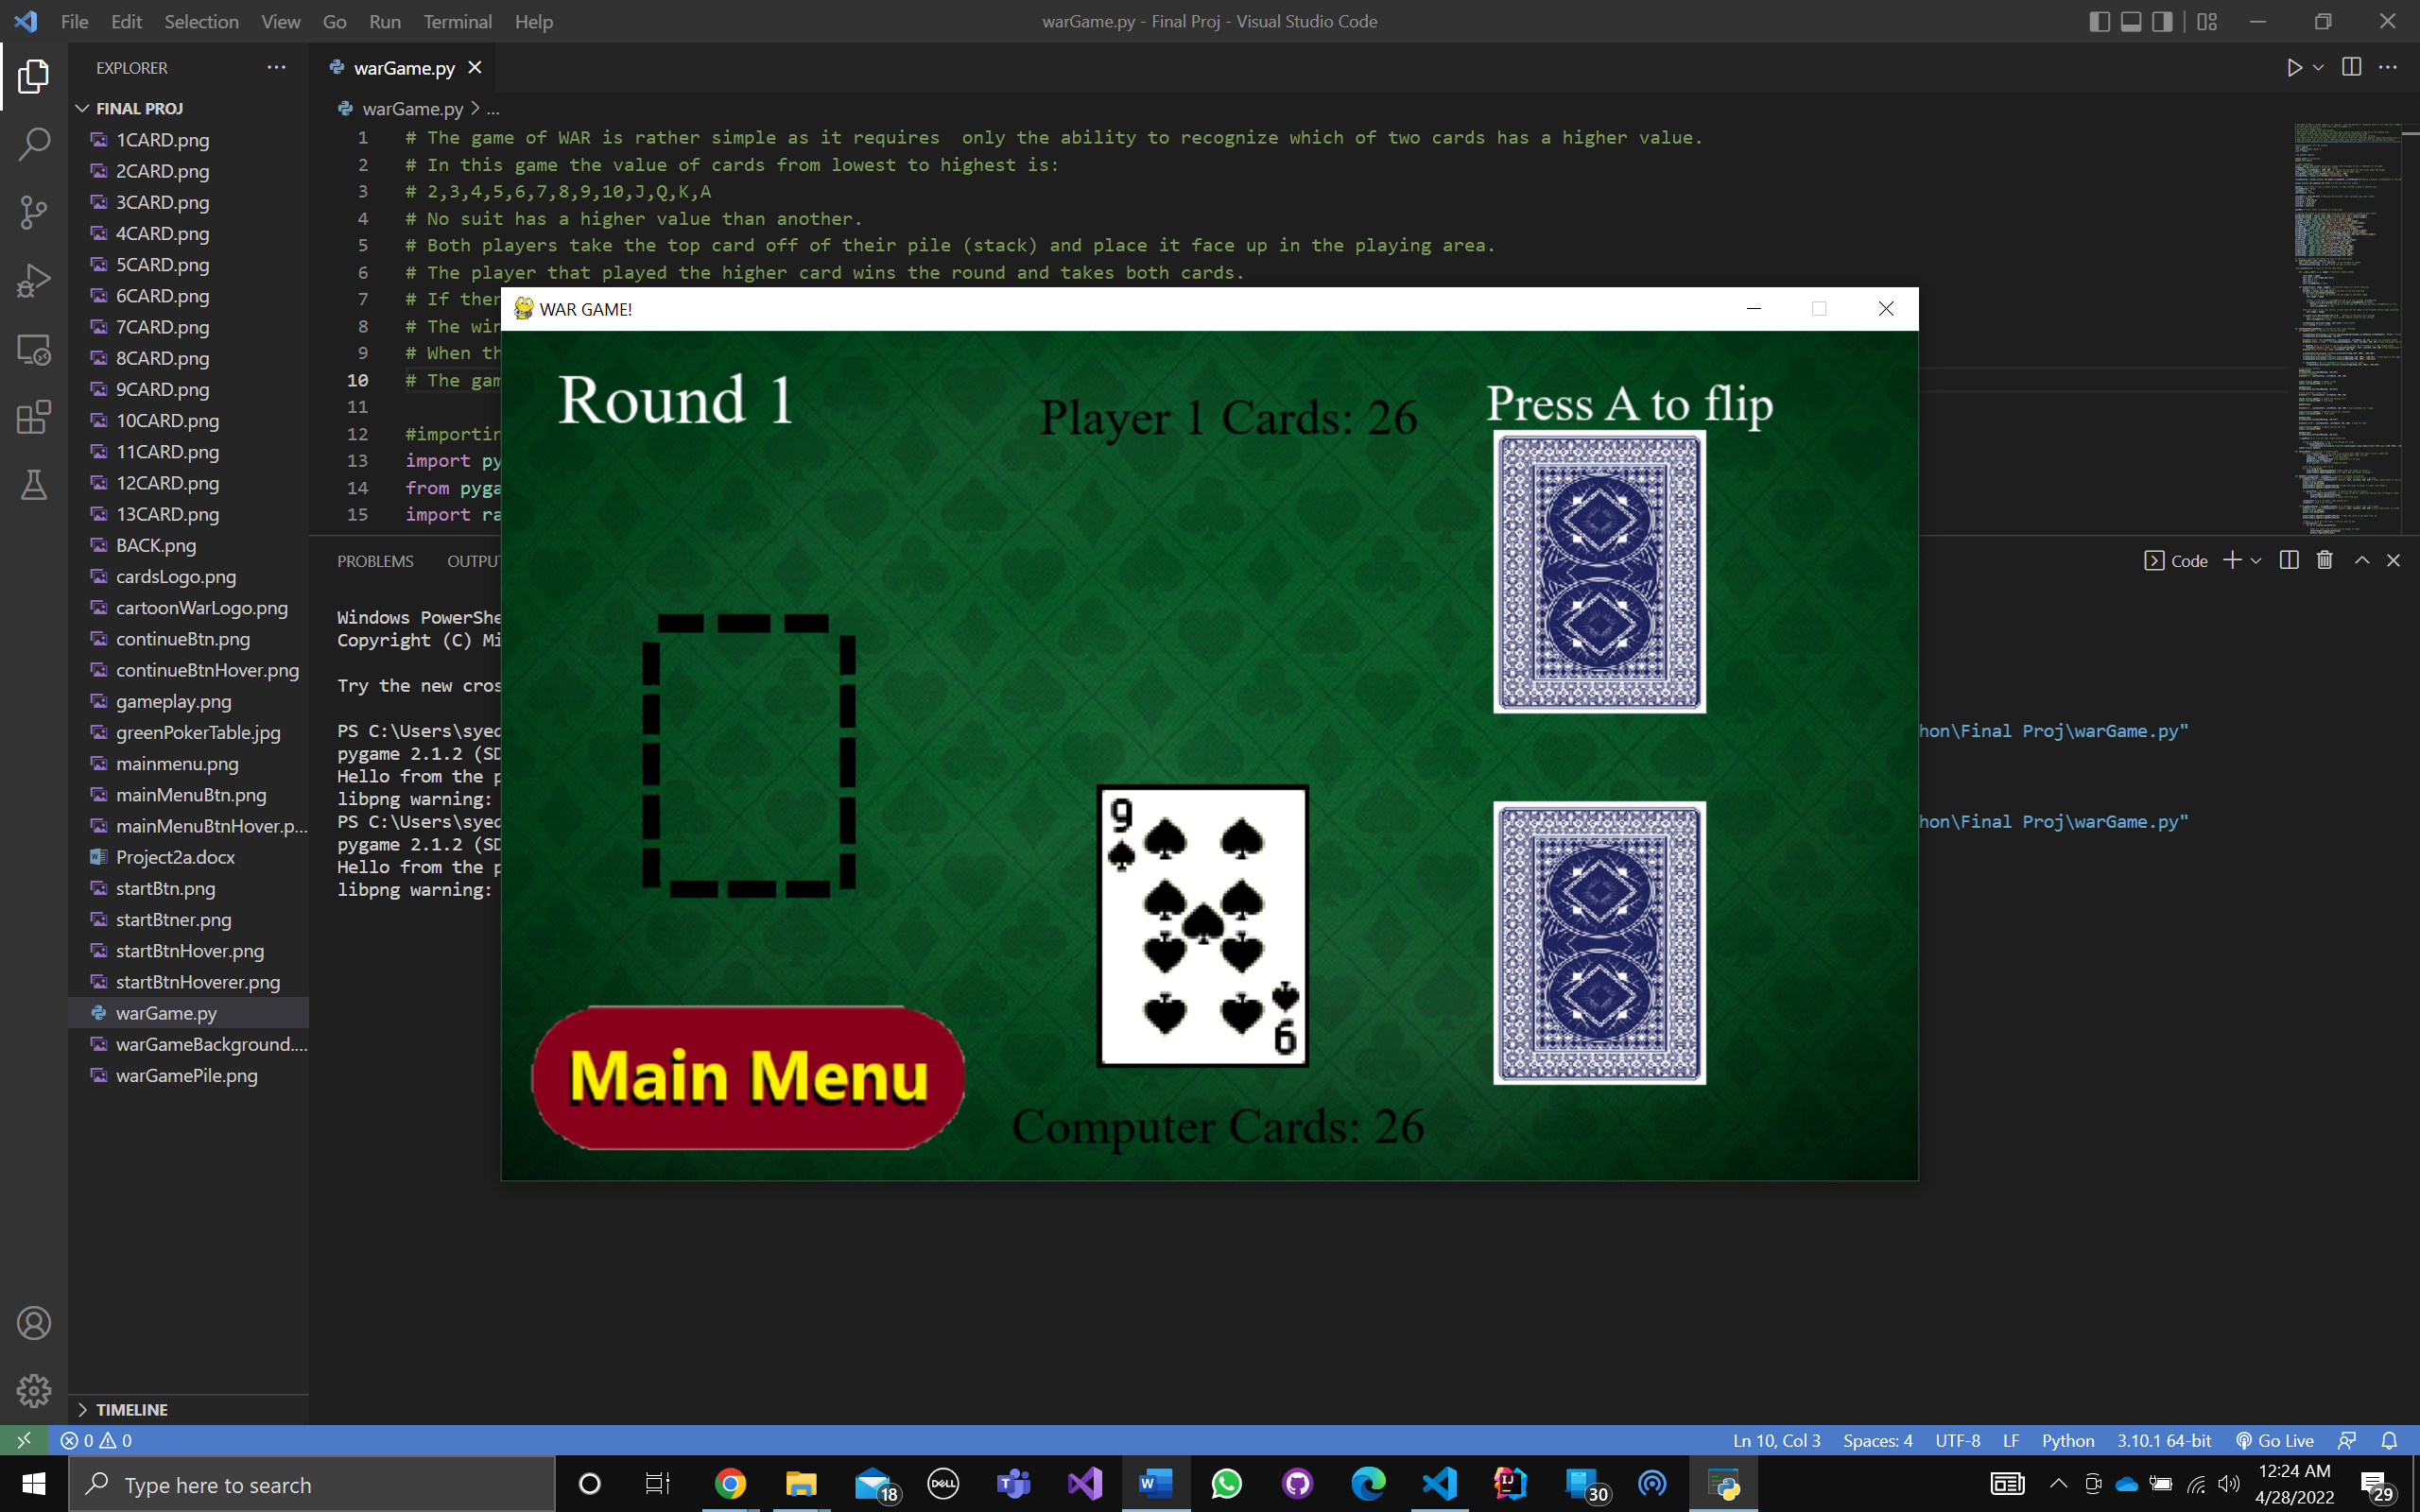 File Edit Selection View Go Run Terminal Help
warGame.py - Final Proj - Visual Studio Code
EXPLORER
FINAL PROJ
1CARD.png
2CARD.png
3CARD.png
4CARD.png
5CARD.png
6CARD.png
7CARD.png
8CARD.png
9CARD.png
10CARD.png
11CARD.png
12CARD.png
13CARD.png
BACK.png
cardsLogo.png
cartoonWarLogo.png
continueBtn.png
continueBtnHover.png
gameplay.png
greenPokerTable.jpg
mainmenu.png
mainMenuBtn.png
mainMenuBtnHover.p...
Project2a.docx
startBtn.png
startBtner.png
startBtnHover.png
startBtnHoverer.png
warGame.py
warGameBackground....
warGamePile.png
TIMELINE
warGame.py
warGame.py > ...
1 # The game of WAR is rather simple as it requires  only the ability to recognize which of two cards has a higher value.
2 # In this game the value of cards from lowest to highest is:
3 # 2,3,4,5,6,7,8,9,10,J,Q,K,A
4 # No suit has a higher value than another.
5 # Both players take the top card off of their pile (stack) and place it face up in the playing area.
6 # The player that played the higher card wins the round and takes both cards.
7 # If ther
8 # The wir
9 # When th
10 # The gam
11
12 #importin
13 import py
14 from pyga
15 import ra
PROBLEMS OUTPU
Code
Windows PowerShe
Copyright (C) Mi
Try the new cros
PS C:\Users\syed hon\Final Proj\warGame.py"
pygame 2.1.2 (SD
Hello from the p
libpng warning:
PS C:\Users\syed hon\Final Proj\warGame.py"
pygame 2.1.2 (SD
Hello from the p
libpng warning:
WAR GAME!
Round 1
Player 1 Cards: 26
Press A to flip
9
9
Main Menu
Computer Cards: 26
0 0
Ln 10, Col 3 Spaces: 4 UTF-8 LF Python 3.10.1 64-bit Go Live
Type here to search
18
DELL
T
W
IJ
30
12:24 AM
4/28/2022
29